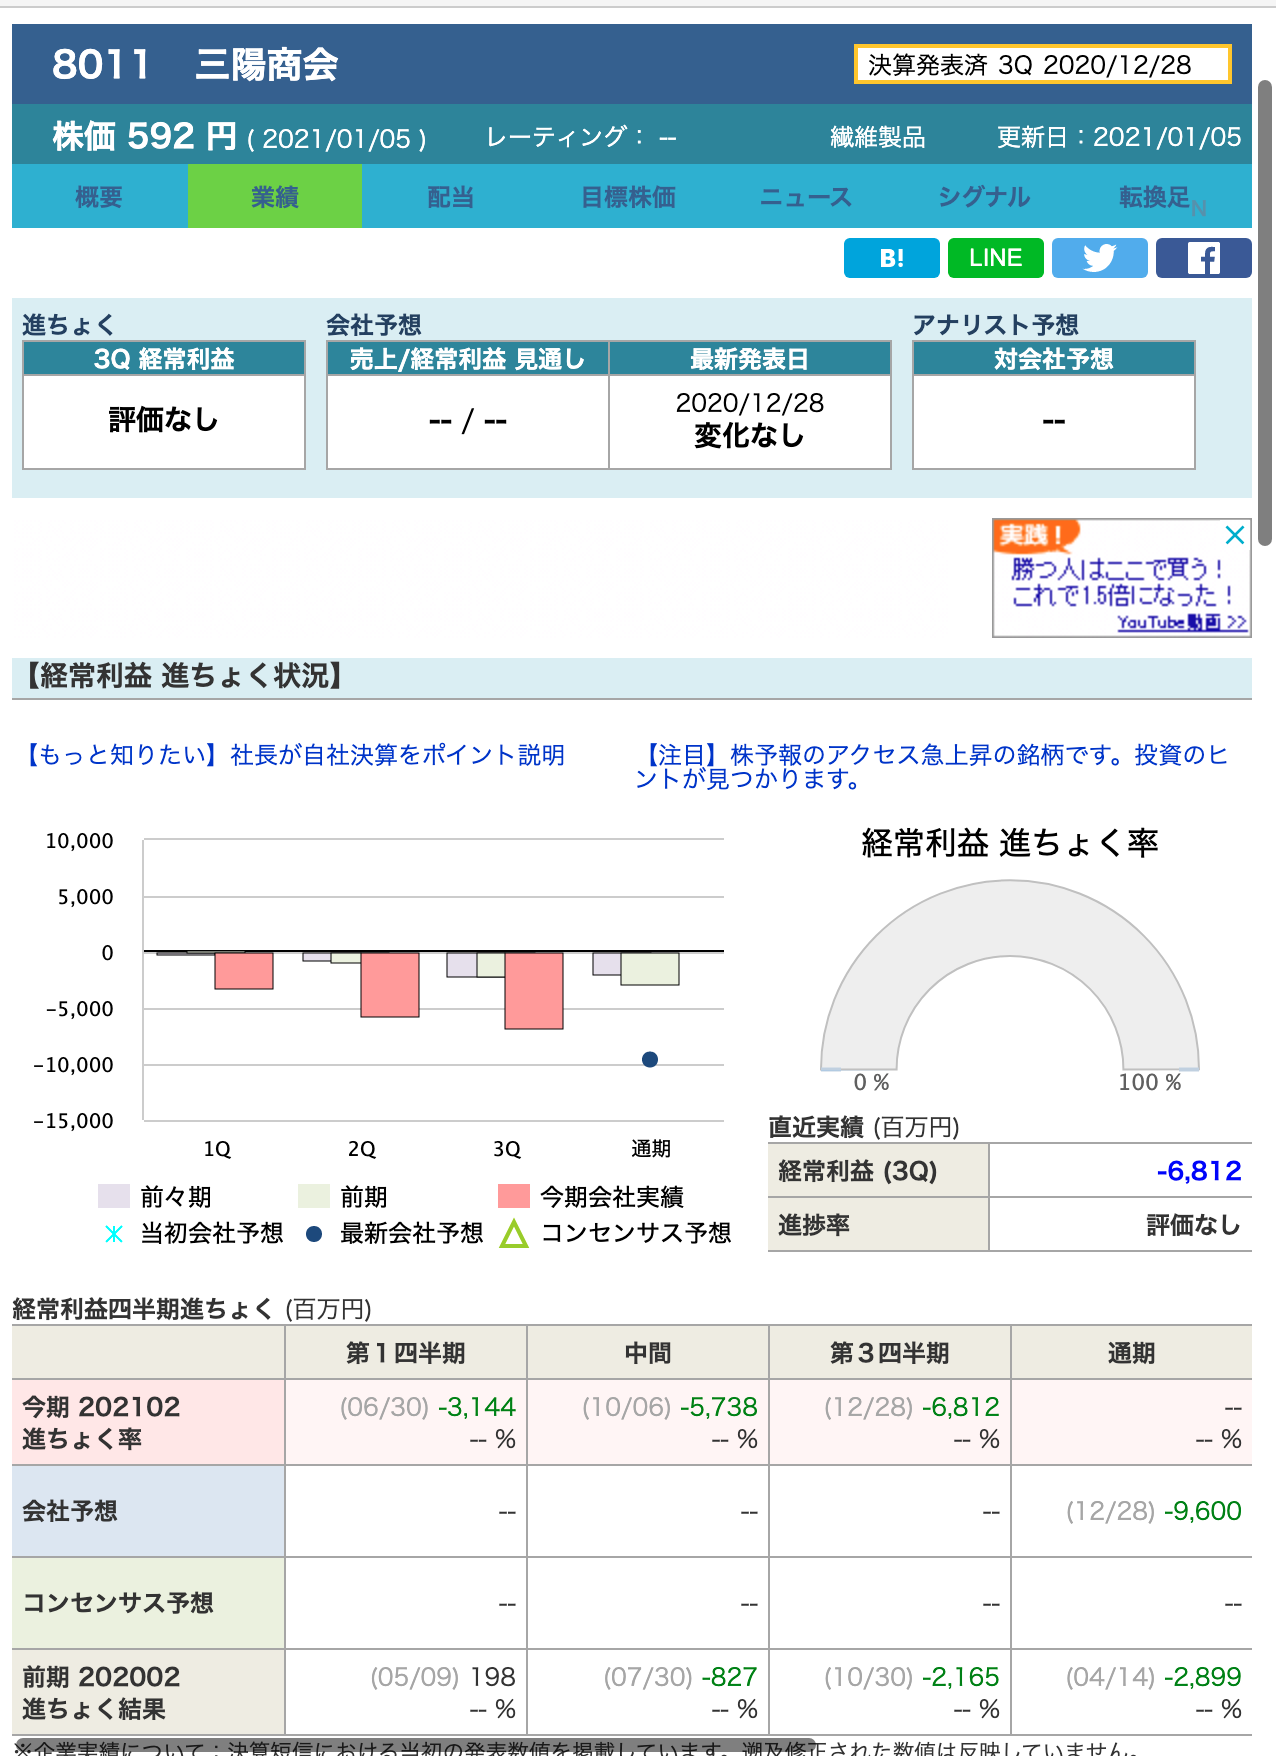 8011　三陽商会
決算発表済 3Q 2020/12/28
株価 592 円 ( 2021/01/05 )
レーティング： --
繊維製品
更新日：2021/01/05
概要
業績
配当
目標株価
ニュース
シグナル
転換足N
B!
LINE
進ちょく
会社予想
アナリスト予想
3Q 経常利益
売上/経常利益 見通し
最新発表日
対会社予想
評価なし
-- / --
2020/12/28
変化なし
--
実践！
勝つ人はここで買う！
これで1.5倍になった！
YouTube動画 >>
【経常利益 進ちょく状況】
【もっと知りたい】社長が自社決算をポイント説明
【注目】株予報のアクセス急上昇の銘柄です。投資のヒ
ントが見つかります。
10,000
5,000
0
-5,000
-10,000
-15,000
1Q
2Q
3Q
通期
前々期
前期
今期会社実績
当初会社予想
最新会社予想
コンセンサス予想
経常利益 進ちょく率
0 %
100 %
直近実績 (百万円)
経常利益 (3Q)
-6,812
進捗率
評価なし
経常利益四半期進ちょく (百万円)
第１四半期
中間
第３四半期
通期
今期 202102
進ちょく率
(06/30) -3,144
-- %
(10/06) -5,738
-- %
(12/28) -6,812
-- %
--
-- %
会社予想
--
--
--
(12/28) -9,600
コンセンサス予想
--
--
--
--
前期 202002
進ちょく結果
(05/09) 198
-- %
(07/30) -827
-- %
(10/30) -2,165
-- %
(04/14) -2,899
-- %
※企業実績について：決算短信における当初の発表数値を掲載しています。遡及修正された数値は反映していません。